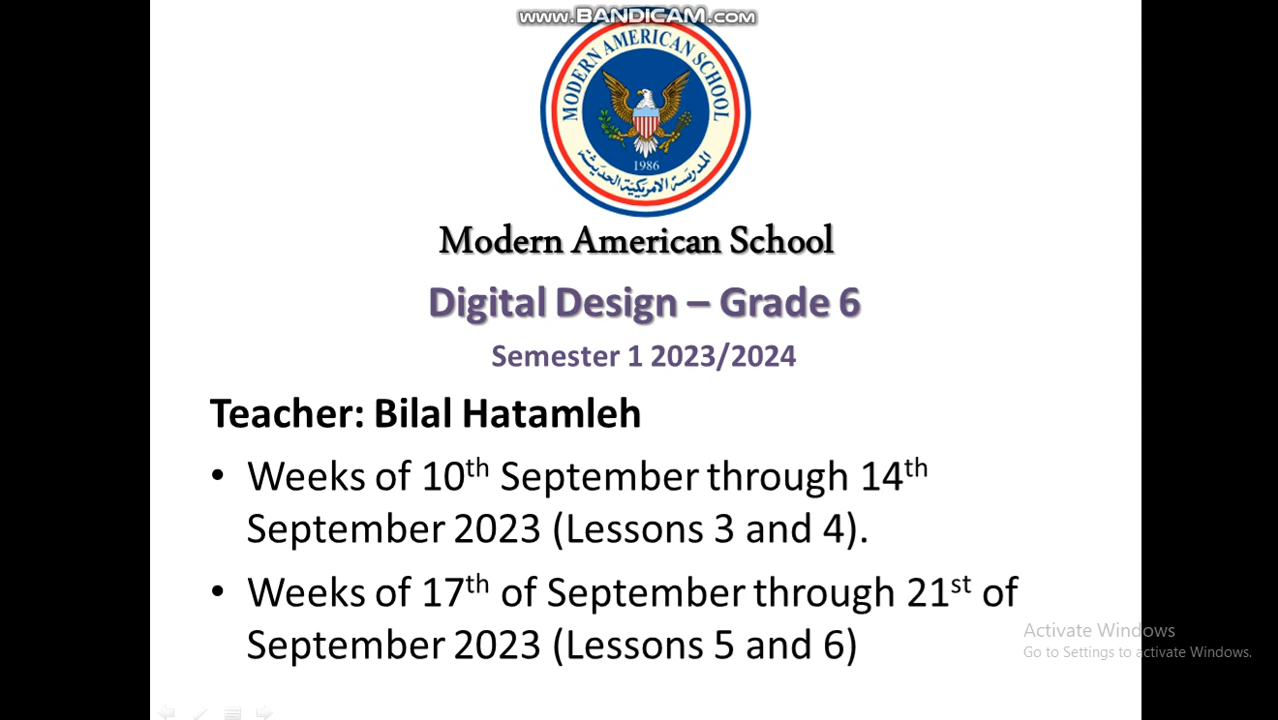 www.BANDICAM.com
MODERN AMERICAN SCHOOL
1986
المدرسة الامريكية الحديثة
Modern American School
Digital Design – Grade 6
Semester 1 2023/2024
Teacher: Bilal Hatamleh
• Weeks of 10th September through 14th
September 2023 (Lessons 3 and 4).
• Weeks of 17th of September through 21st of
September 2023 (Lessons 5 and 6)
Activate Windows
Go to Settings to activate Windows.